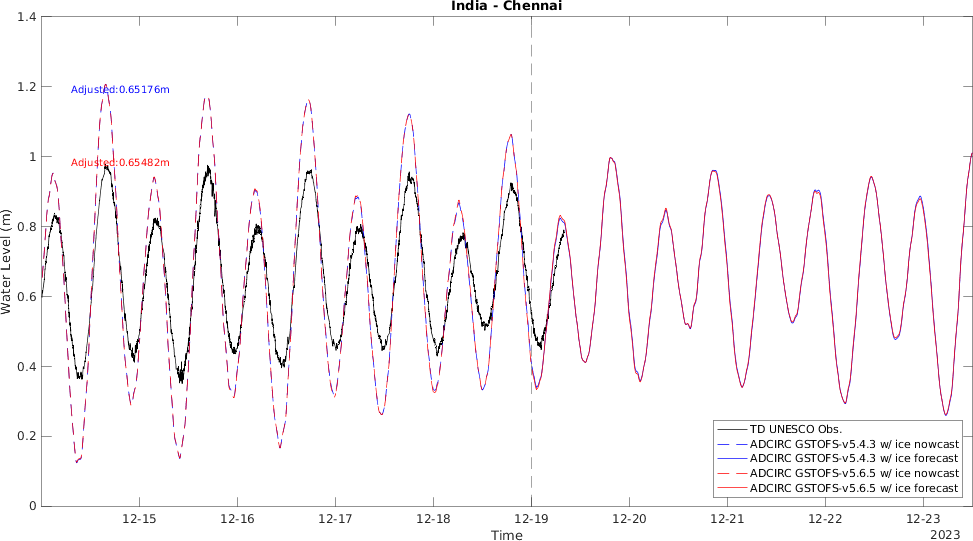 India - Chennai
1.4
1.2
1
0.8
0.6
0.4
0.2
0
Water Level (m)
Adjusted:0.65176m
Adjusted:0.65482m
TD UNESCO Obs.
ADCIRC GSTOFS-v5.4.3 w/ ice nowcast
ADCIRC GSTOFS-v5.4.3 w/ ice forecast
ADCIRC GSTOFS-v5.6.5 w/ ice nowcast
ADCIRC GSTOFS-v5.6.5 w/ ice forecast
12-15 12-16 12-17 12-18 12-19 12-20 12-21 12-22 12-23
Time
2023